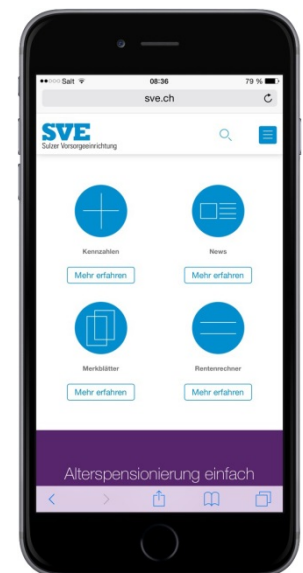 Salt 08:36 79 %
sve.ch
SVE
Sulzer Vorsorgeeinrichtung
Kennzahlen News
Mehr erfahren Mehr erfahren
Merkblätter Rentenrechner
Mehr erfahren Mehr erfahren
Alterspensionierung einfach